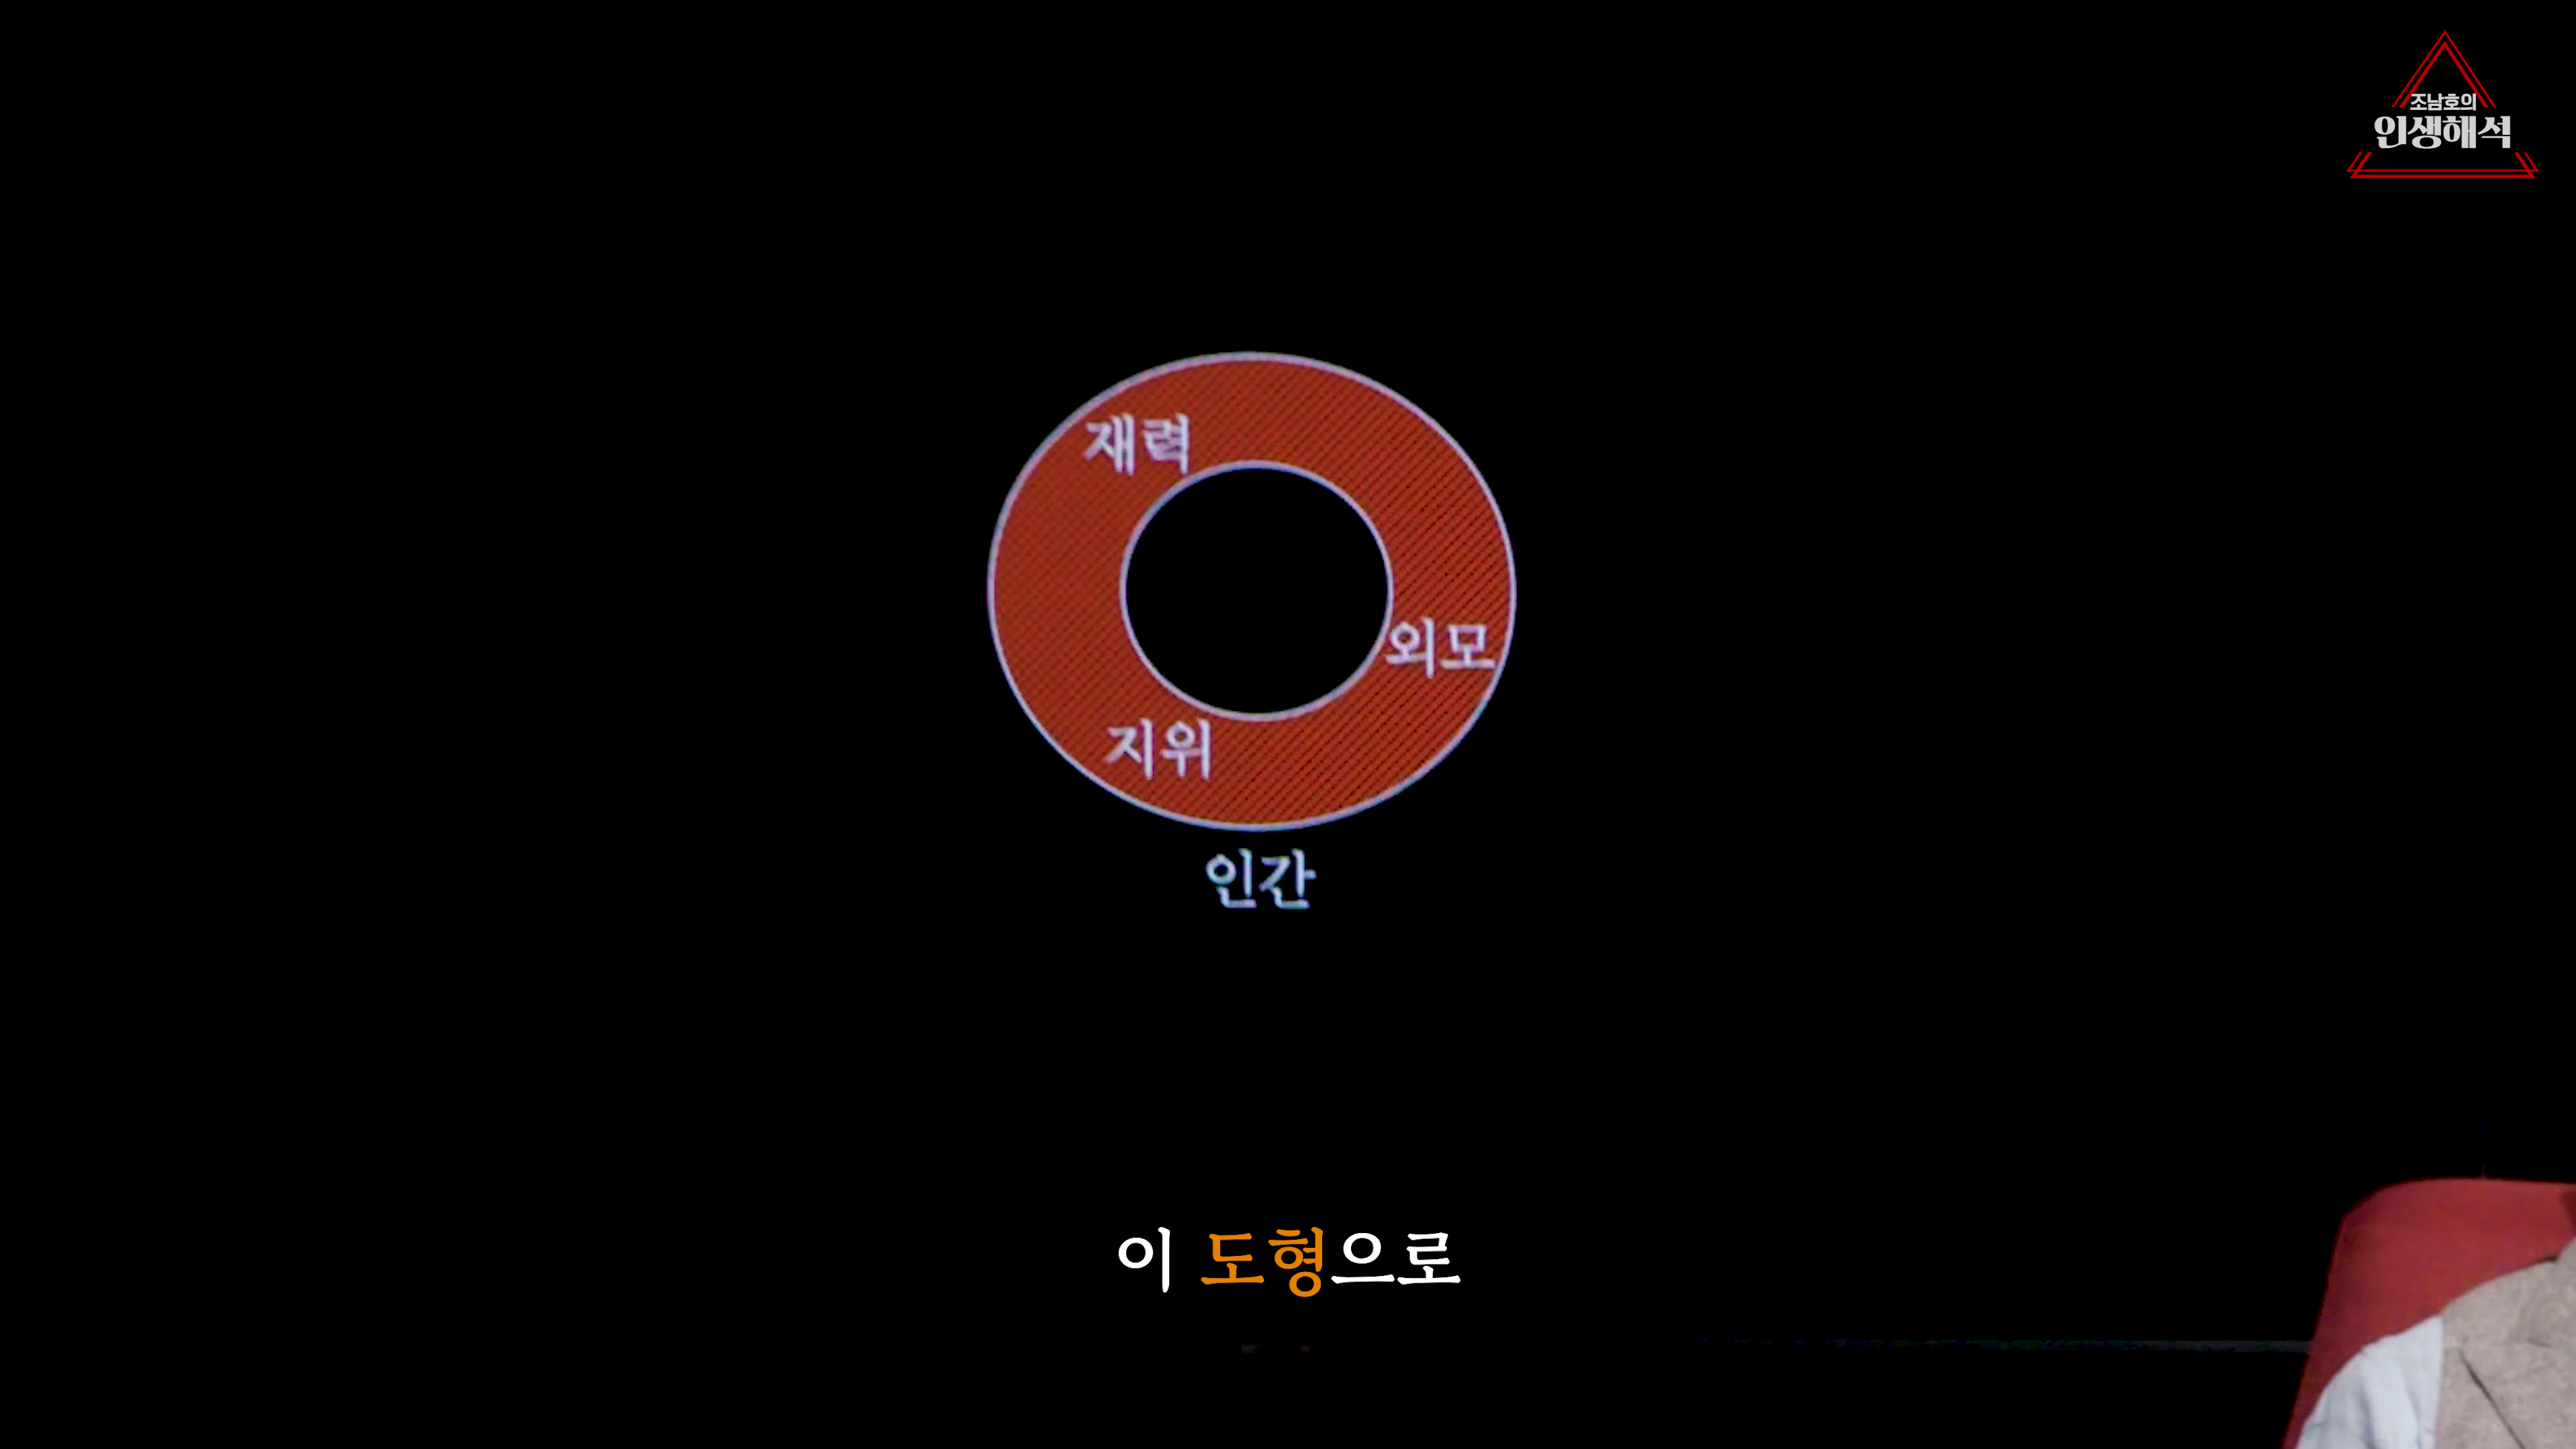 조남호의
인생해석
재력
외모
지위
인간
이 도형으로